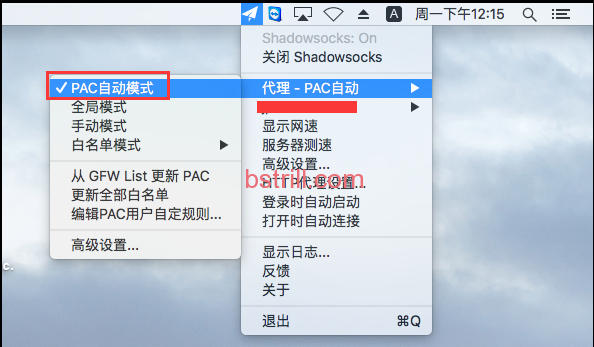 A 周一下午12:15
Shadowsocks: On
关闭 Shadowsocks
代理 - PAC自动
显示网速
服务器测速
高级设置...
HTTP代理设置...
登录时自动启动
打开时自动连接
显示日志...
反馈
关于
退出 ⌘Q
PAC自动模式
全局模式
手动模式
白名单模式
从 GFW List 更新 PAC
更新全部白名单
编辑PAC用户自定规则...
高级设置...
c.
bsfrill.com